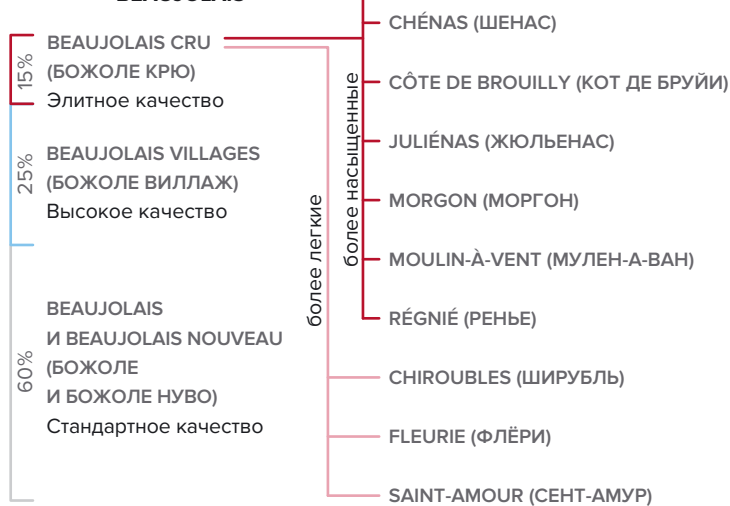 BEAUJOLAIS
15%
BEAUJOLAIS CRU
(БОЖОЛЕ КРЮ)
Элитное качество
25%
BEAUJOLAIS VILLAGES
(БОЖОЛЕ ВИЛЛАЖ)
Высокое качество
60%
BEAUJOLAIS
И BEAUJOLAIS NOUVEAU
(БОЖОЛЕ
И БОЖОЛЕ НУВО)
Стандартное качество
более легкие
более насыщенные
CHÉNAS (ШЕНАС)
CÔTE DE BROUILLY (КОТ ДЕ БРУЙИ)
JULIÉNAS (ЖЮЛЬЕНАС)
MORGON (МОРГОН)
MOULIN-À-VENT (МУЛЕН-А-ВАН)
RÉGNIÉ (РЕНЬЕ)
CHIROUBLES (ШИРУБЛЬ)
FLEURIE (ФЛЁРИ)
SAINT-AMOUR (СЕНТ-АМУР)